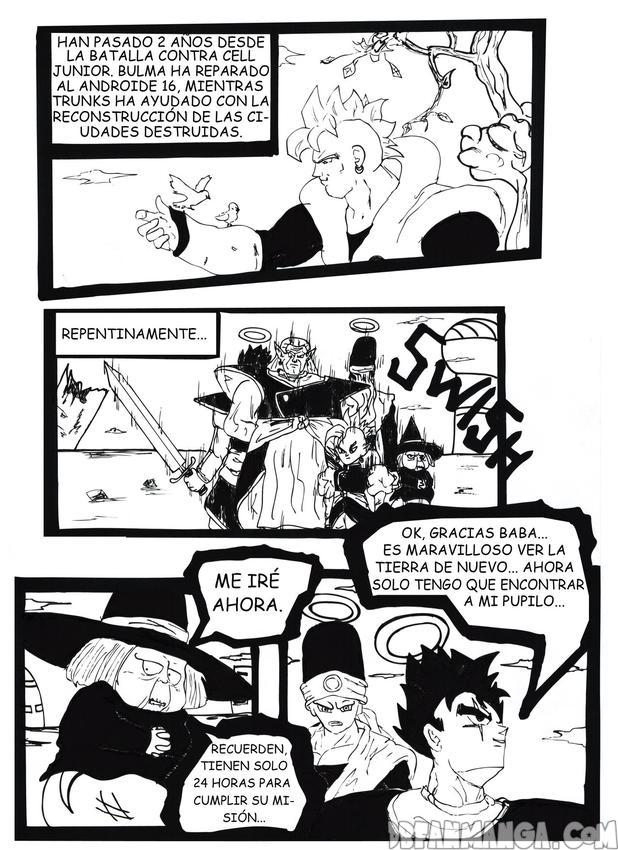 HAN PASADO 2 AÑOS DESDE
LA BATALLA CONTRA CELL
JUNIOR. BULMA HA REPARADO
AL ANDROIDE 16, MIENTRAS
TRUNKS HA AYUDADO CON LA
RECONSTRUCCIÓN DE LAS CI-
UDADES DESTRUIDAS.
REPENTINAMENTE...
SWISH
OK, GRACIAS BABA...
ES MARAVILLOSO VER LA
TIERRA DE NUEVO... AHORA
SOLO TENGO QUE ENCONTRAR
A MI PUPILO...
ME IRÉ
AHORA.
RECUERDEN,
TIENEN SOLO
24 HORAS PARA
CUMPLIR SU MI-
SIÓN...
DBFANMANGA.COM